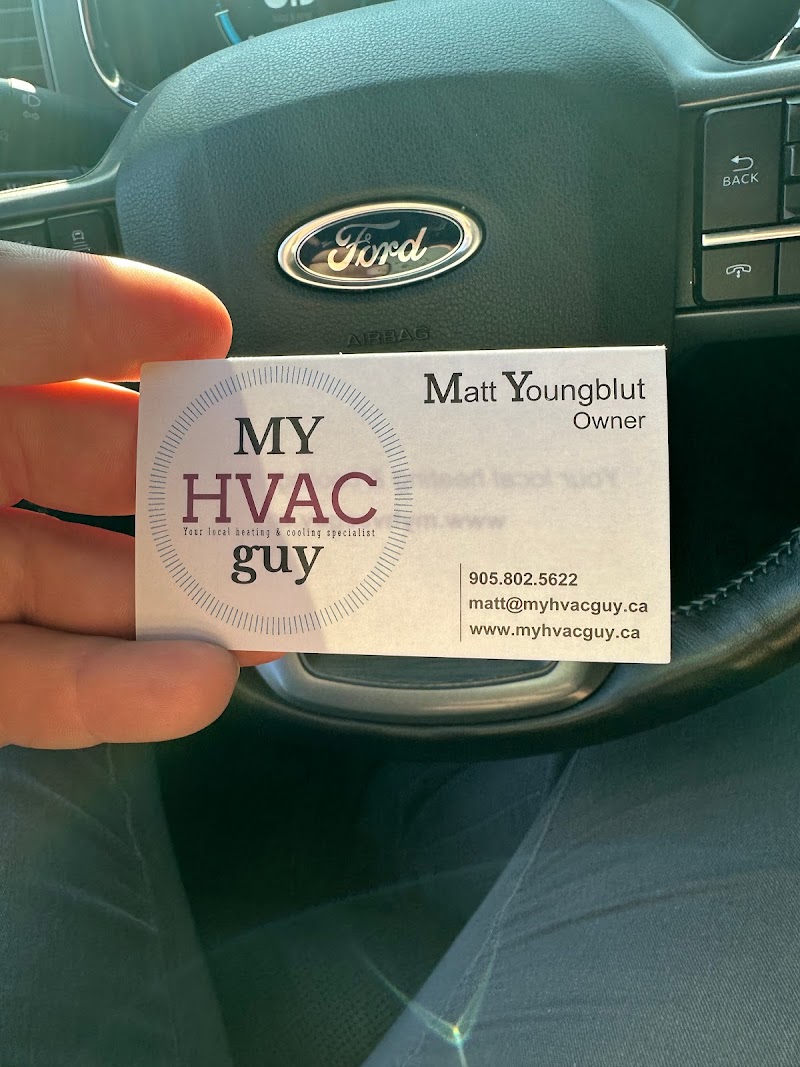 BACK
Ford
AIRBAG
MY
HVAC
Your local heating & cooling specialist
guy
Matt Youngblut
Owner
905.802.5622
matt@myhvacguy.ca
www.myhvacguy.ca